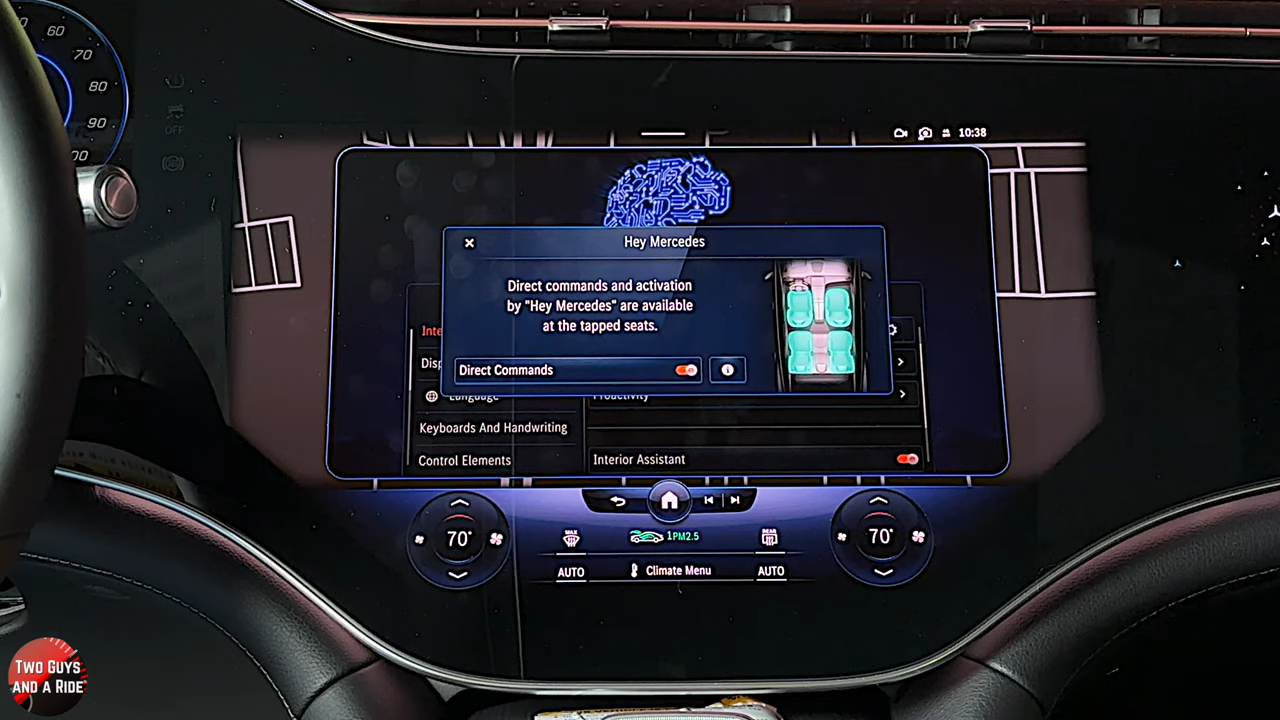 60
70
80
90
OFF
10:38
Hey Mercedes
Direct commands and activation
by "Hey Mercedes" are available
at the tapped seats.
Direct Commands
Language
Keyboards And Handwriting
Control Elements
Proactivity
Interior Assistant
70°
MAX
1PM2.5
REAR
70°
AUTO
Climate Menu
AUTO
TWO GUYS
AND A RIDE